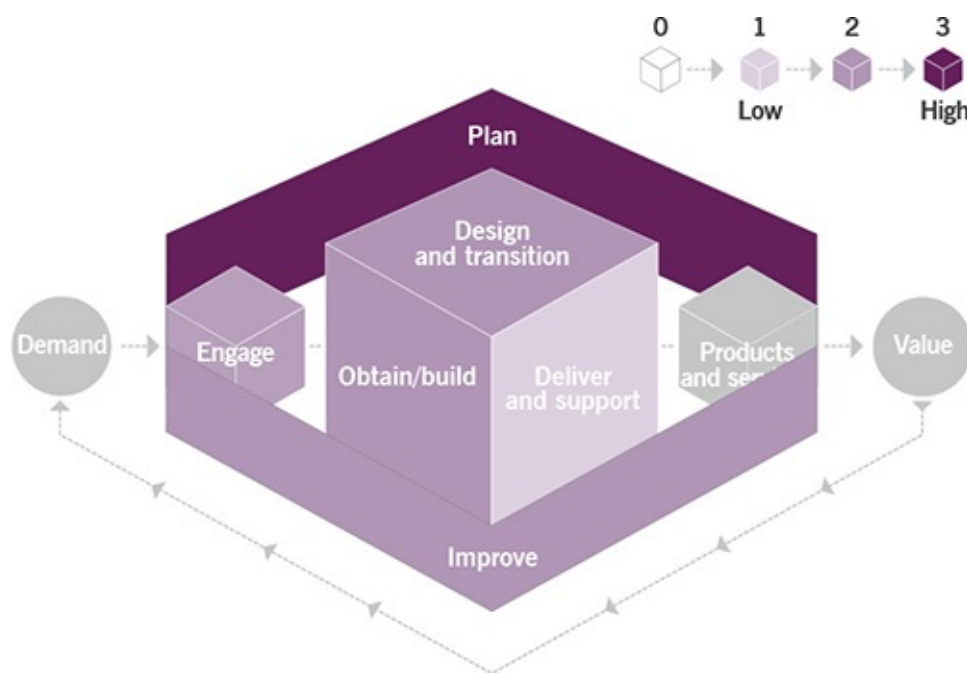 0 1 2 3
Low High
Plan
Design
and transition
Demand
Engage
Obtain/build
Deliver
and support
Products
and
Value
Improve